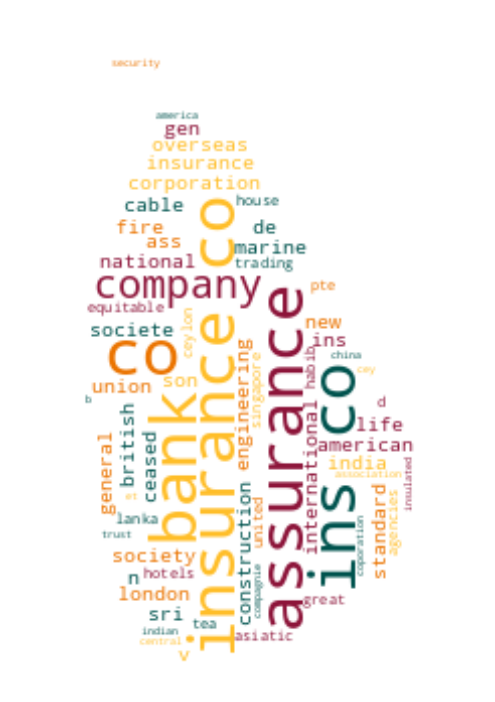 security
america
gen
overseas
insurance
corporation
cable
co
house
fire
de
ass
marine
national
trading
company
pte
equitable
ceylon
new
societe
ins
co
habib
china
union
son
cey
b
bank
insurance
engineering
singapore
assurance
international
ins co
d
life
american
general
british
ceased
india
association
insulated
et
standard
agencies
lanka
construction
united
coporation
trust
society
n
hotels
compagnie
london
great
sri
tea
indian
asiatic
central
v